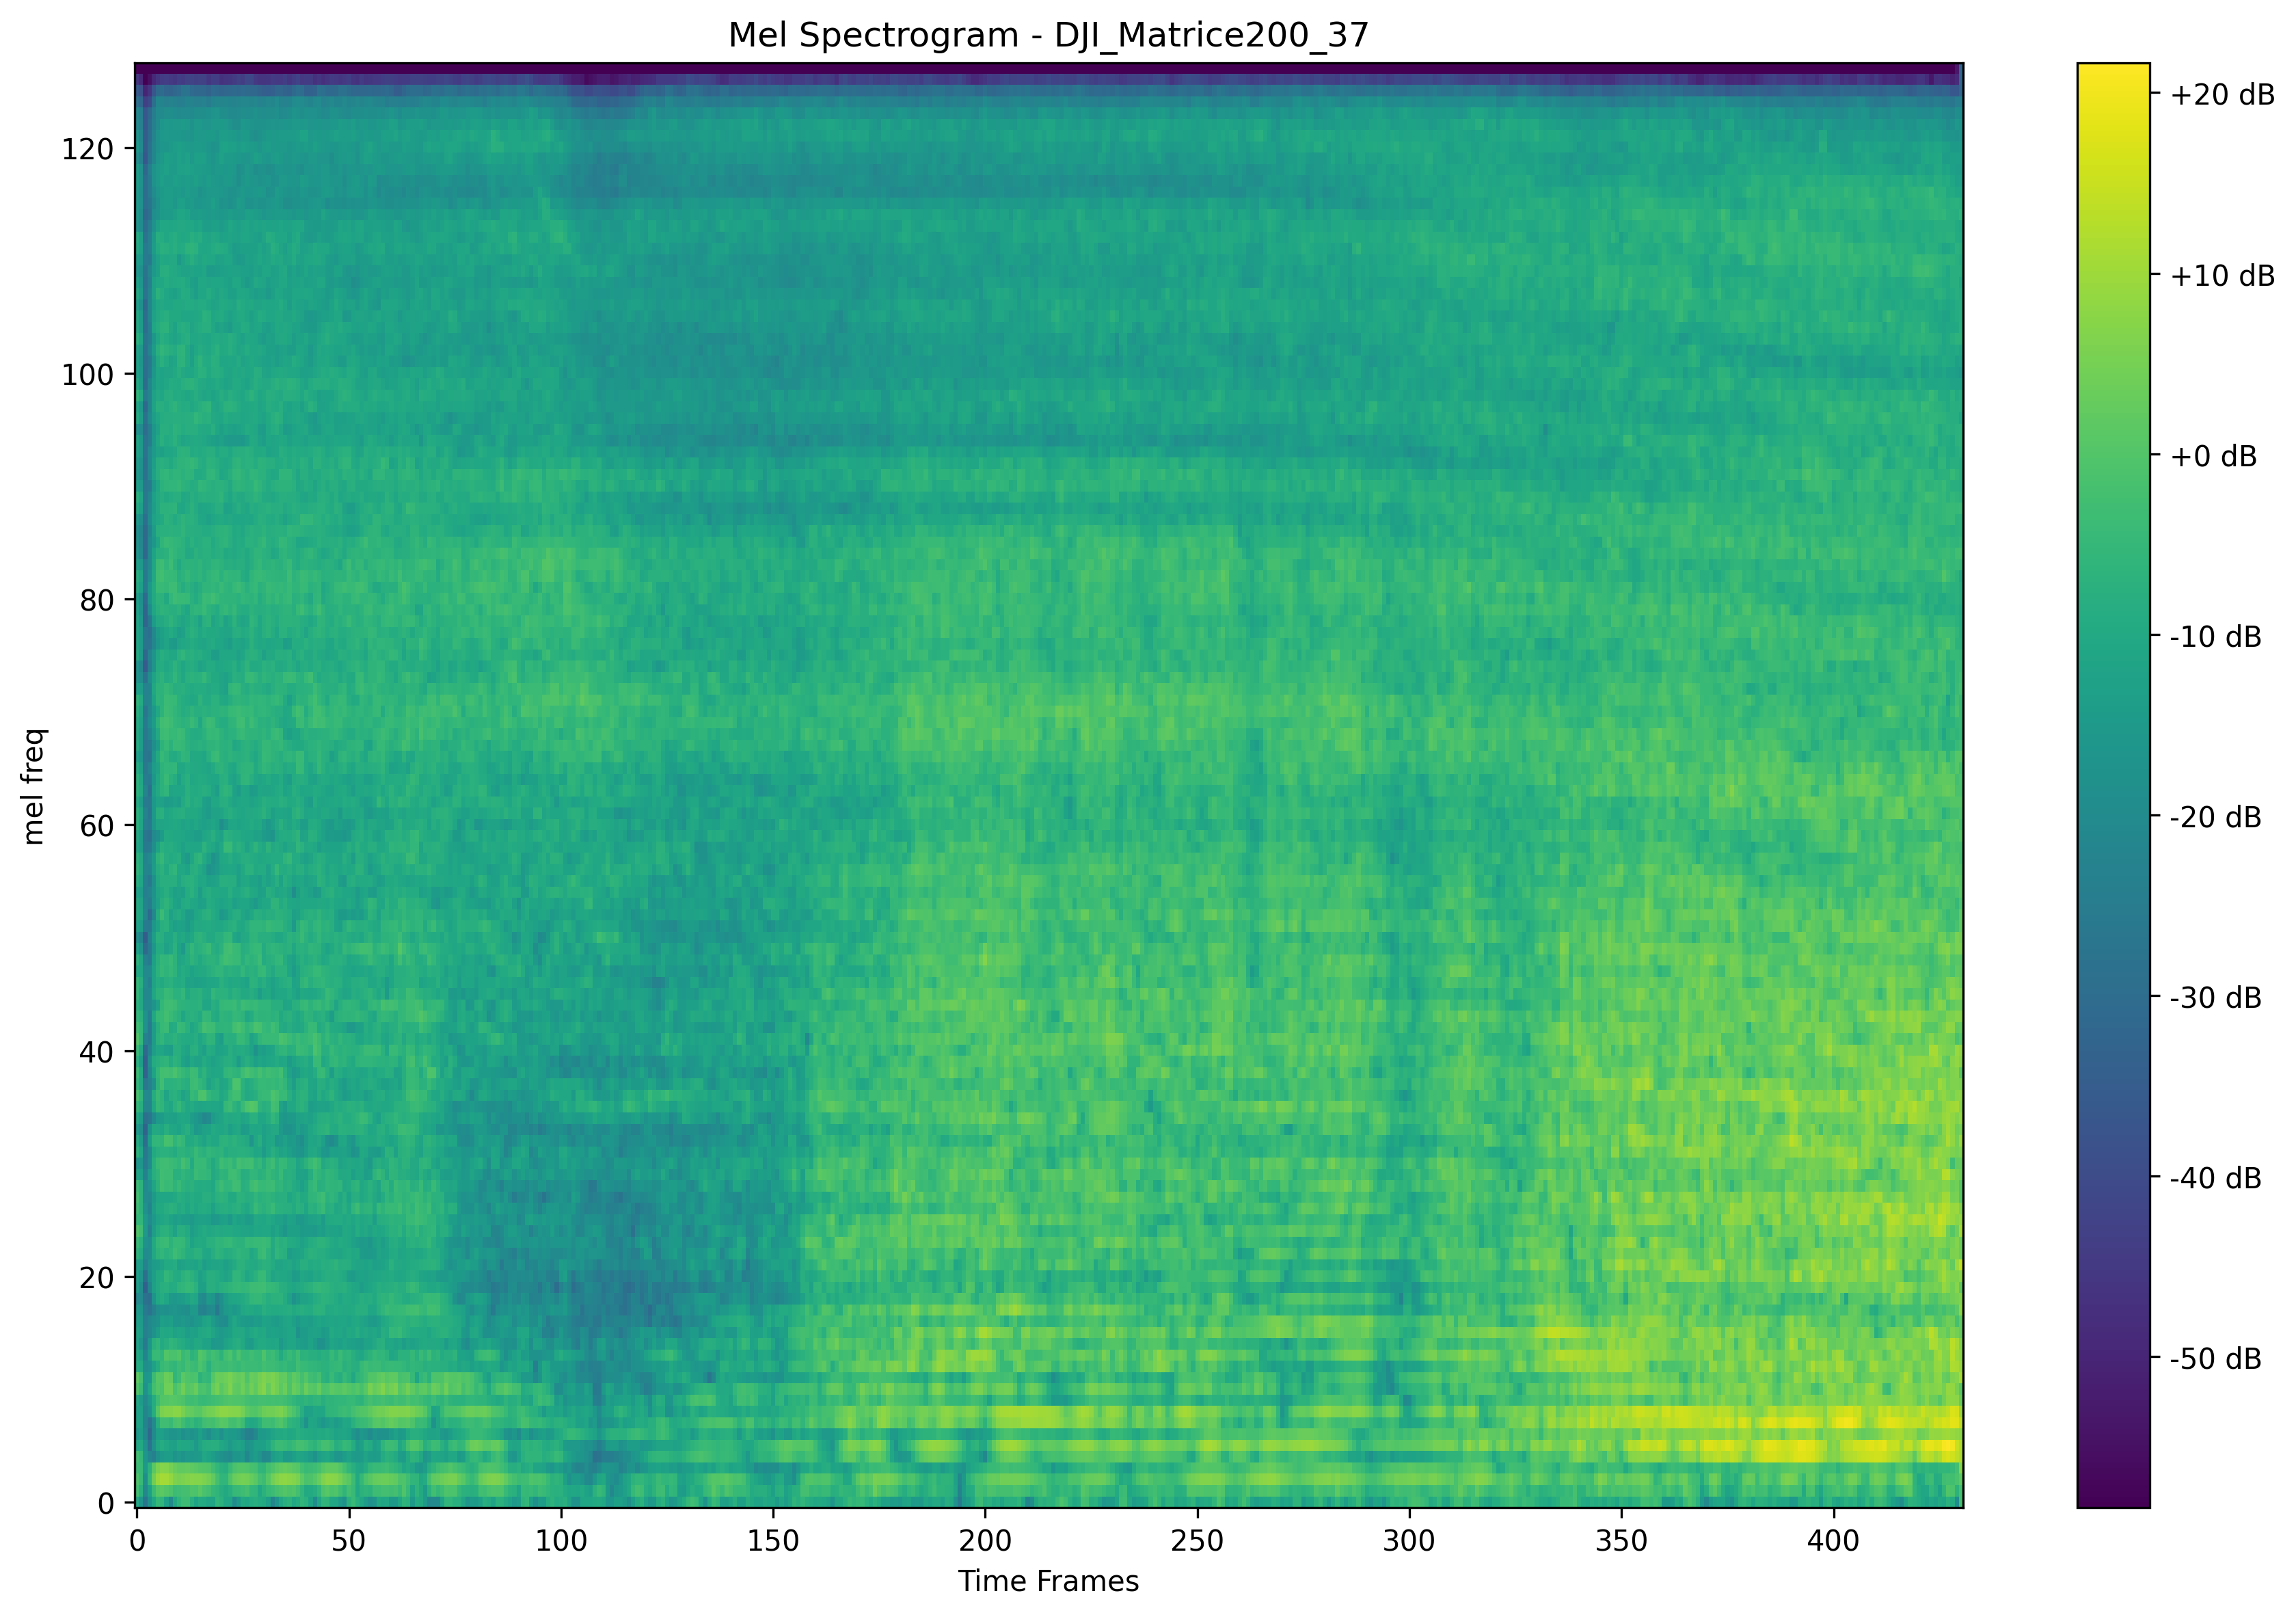 Mel Spectrogram - DJI_Matrice200_37
mel freq
120
100
80
60
40
20
0
0 50 100 150 200 250 300 350 400
Time Frames
+20 dB
+10 dB
+0 dB
-10 dB
-20 dB
-30 dB
-40 dB
-50 dB